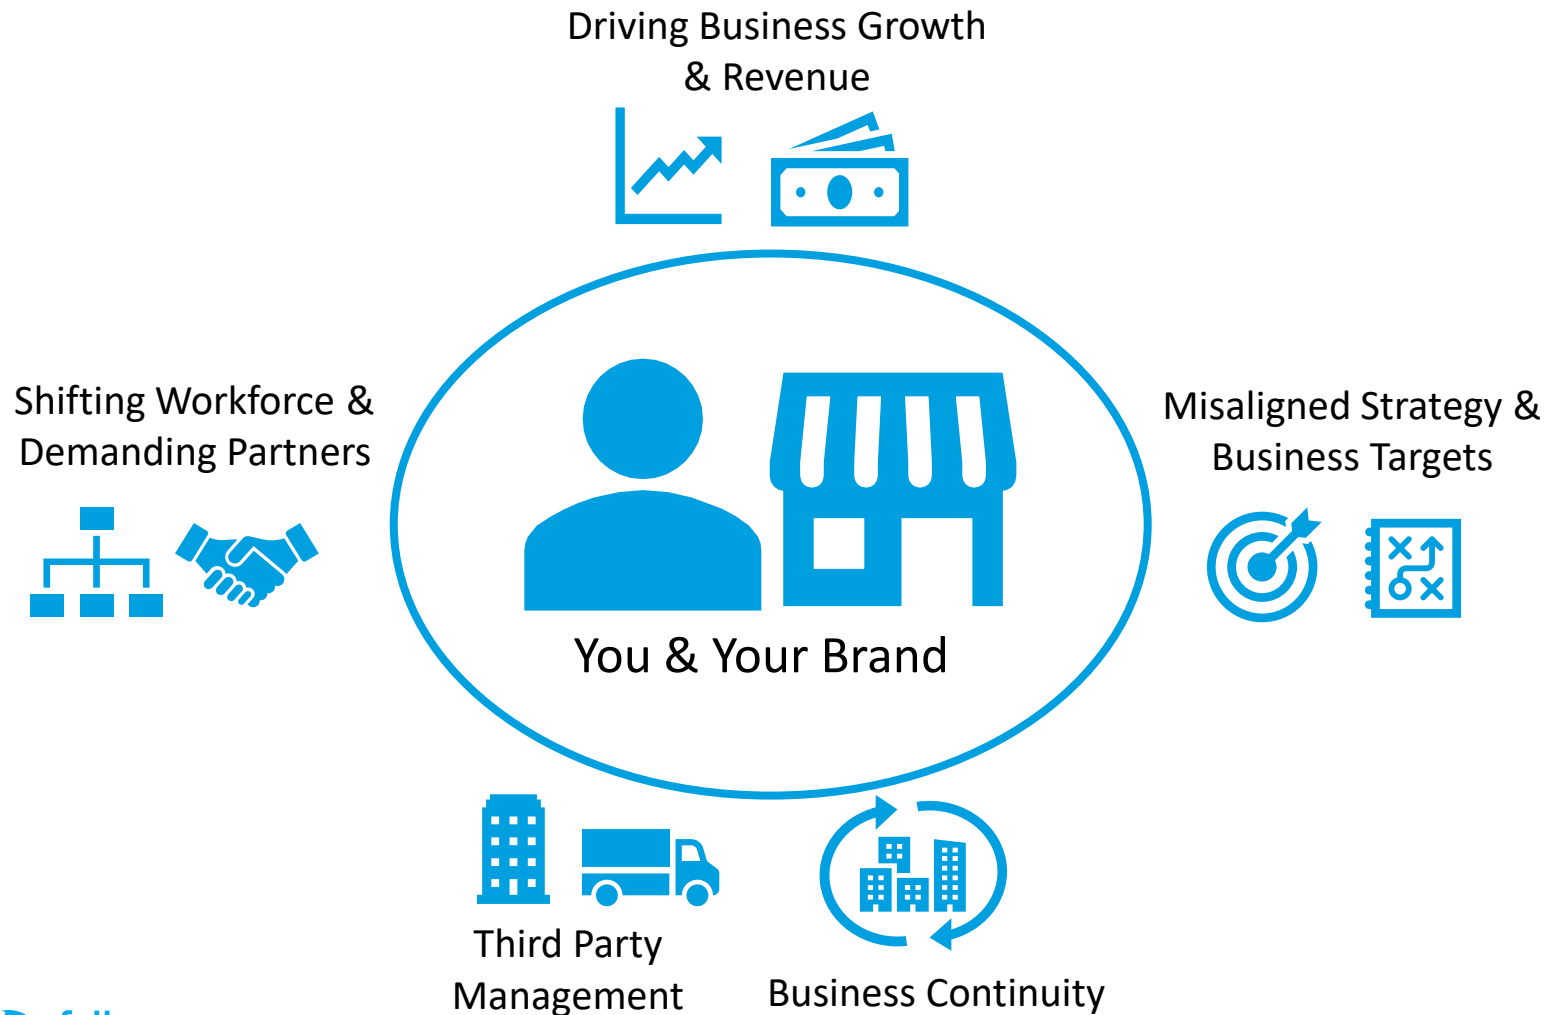 Driving Business Growth
& Revenue
Shifting Workforce &
Demanding Partners
Misaligned Strategy &
Business Targets
You & Your Brand
Third Party
Management
Business Continuity